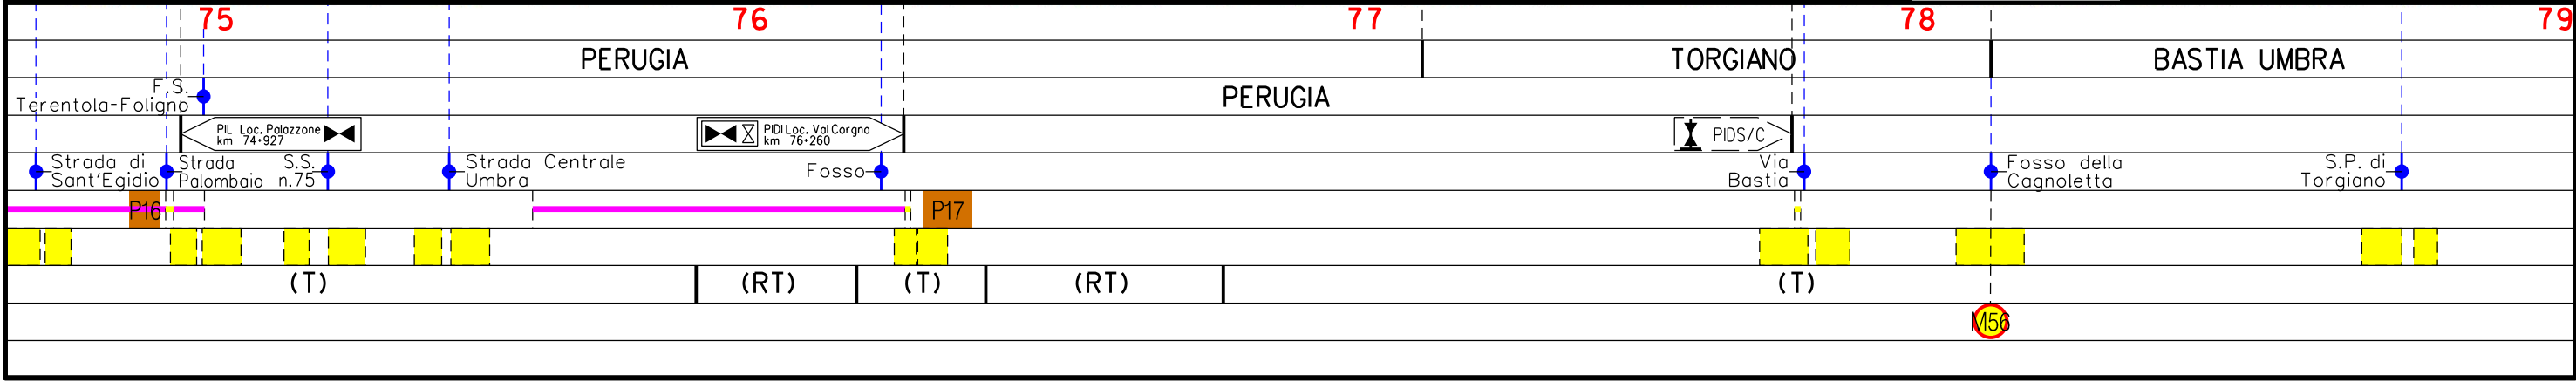 75 76 77 78 79
PERUGIA TORGIANO BASTIA UMBRA
F.S.
Terentola-Foligno
PERUGIA
PIL Loc. Palazzone
km 74+927
PIDI Loc. Val Corgna
km 76+260
PIDS/C
Strada di
Sant'Egidio
Strada
Palombaio
S.S.
n.75
Strada Centrale
Umbra
Fosso
Via
Bastia
Fosso della
Cagnoletta
S.P. di
Torgiano
P16 P17
(T) (RT) (T) (RT) (T)
M56